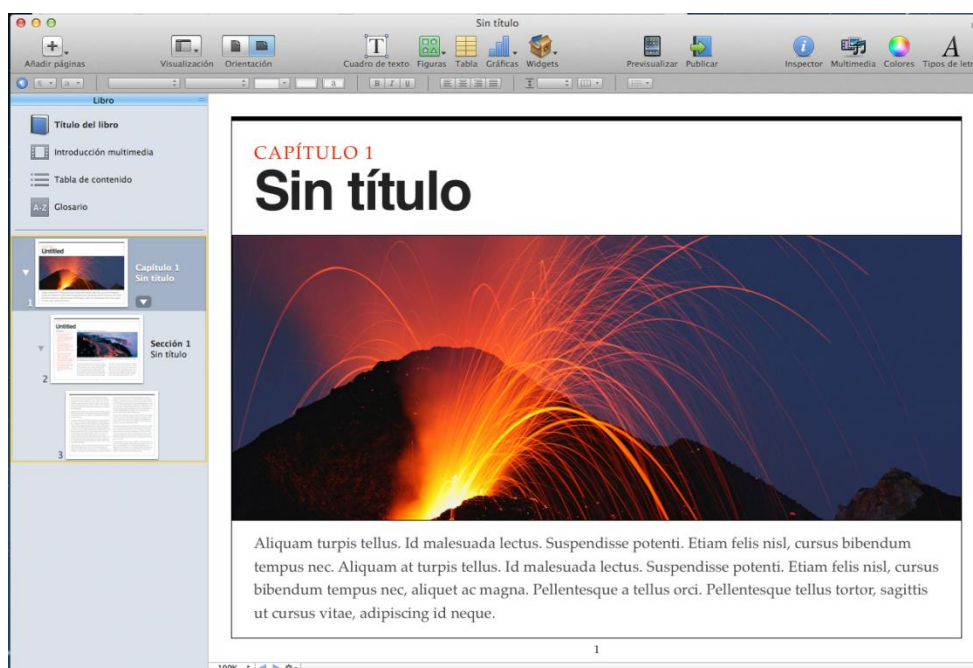 Sin título
Añadir páginas Visualización Orientación Cuadro de texto Figuras Tabla Gráficas Widgets Previsualizar Publicar Inspector Multimedia Colores Tipos de letr
Libro
Título del libro
Introducción multimedia
Tabla de contenido
A-Z Glosario
Untitled
Capítulo 1
Sin título
1
Untitled
Sección 1
Sin título
2
3
CAPÍTULO 1
Sin título
Aliquam turpis tellus. Id malesuada lectus. Suspendisse potenti. Etiam felis nisl, cursus bibendum
tempus nec. Aliquam at turpis tellus. Id malesuada lectus. Suspendisse potenti. Etiam felis nisl, cursus
bibendum tempus nec, aliquet ac magna. Pellentesque a tellus orci. Pellentesque tellus tortor, sagittis
ut cursus vitae, adipiscing id neque.
1
100%